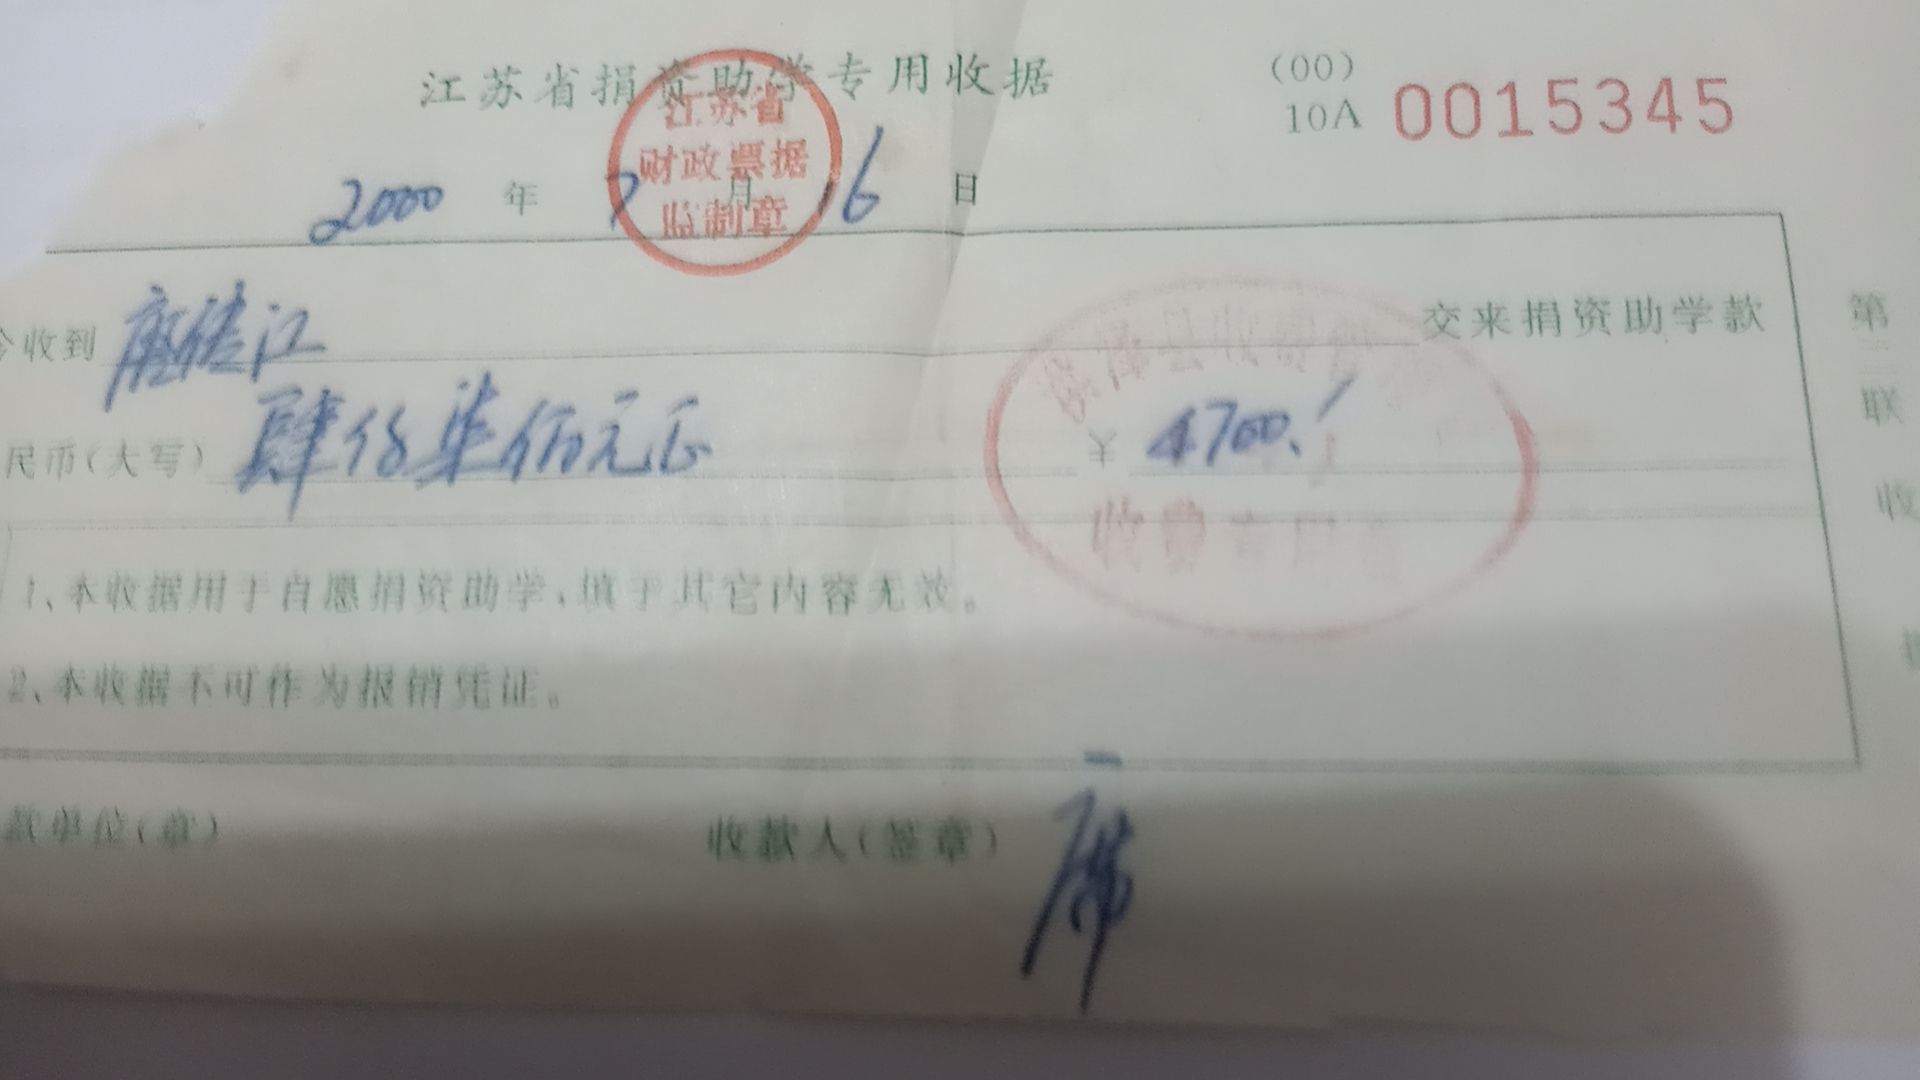 江苏省捐资助学专用收据
(00)
10A 0015345
江苏省
财政票据
监制章
2000 年 7 月 16 日
今收到 江 交来捐资助学款
民币(大写) 肆仟柒佰元正 ¥ 4700.
收费专用
1、本收据用于自愿捐资助学,填于其它内容无效。
2、本收据不可作为报销凭证。
款单位(章) 收款人(签章)
第
联
收